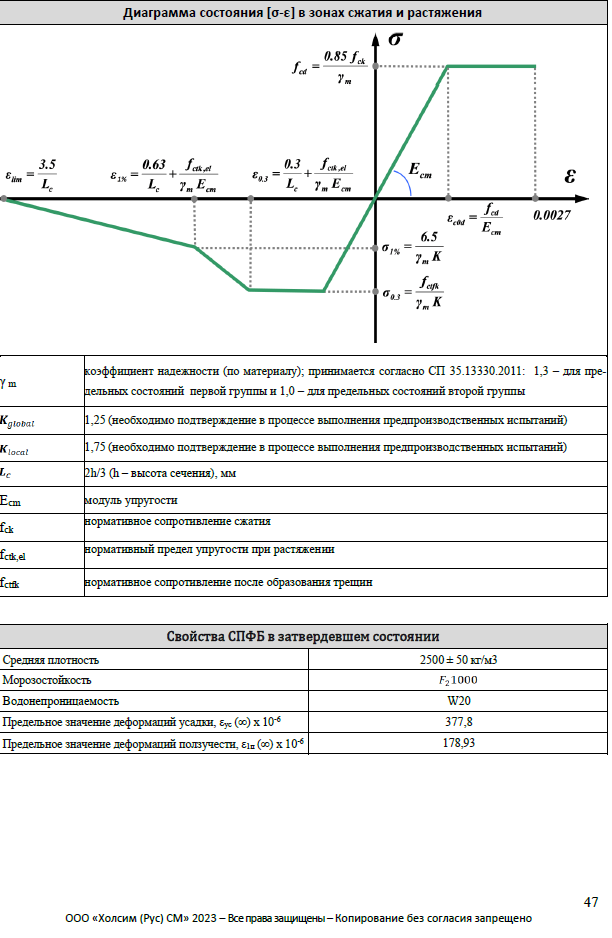 Диаграмма состояния [σ-ε] в зонах сжатия и растяжения
σ
f_cd = 0.85 f_ck / γ_m
ε_lim = 3.5 / L_c
ε_1% = 0.63 / L_c + f_ctk,el / γ_m E_cm
ε_0.3 = 0.3 / L_c + f_ctk,el / γ_m E_cm
E_cm
ε
ε_c0d = f_cd / E_cm
0.0027
σ_1% = 6.5 / γ_m K
σ_0.3 = f_ctfk / γ_m K
γ m коэффициент надежности (по материалу); принимается согласно СП 35.13330.2011: 1,3 – для пре-
дельных состояний первой группы и 1,0 – для предельных состояний второй группы
K_global 1,25 (необходимо подтверждение в процессе выполнения предпроизводственных испытаний)
K_local 1,75 (необходимо подтверждение в процессе выполнения предпроизводственных испытаний)
L_c 2h/3 (h – высота сечения), мм
E_cm модуль упругости
f_ck нормативное сопротивление сжатия
f_ctk,el нормативный предел упругости при растяжении
f_ctfk нормативное сопротивление после образования трещин
Свойства СПФБ в затвердевшем состоянии
Средняя плотность 2500 ± 50 кг/м3
Морозостойкость F₂1000
Водонепроницаемость W20
Предельное значение деформаций усадки, ε_ус (∞) x 10⁻⁶ 377,8
Предельное значение деформаций ползучести, ε_1п (∞) x 10⁻⁶ 178,93
47
ООО «Холсим (Рус) СМ» 2023 – Все права защищены – Копирование без согласия запрещено